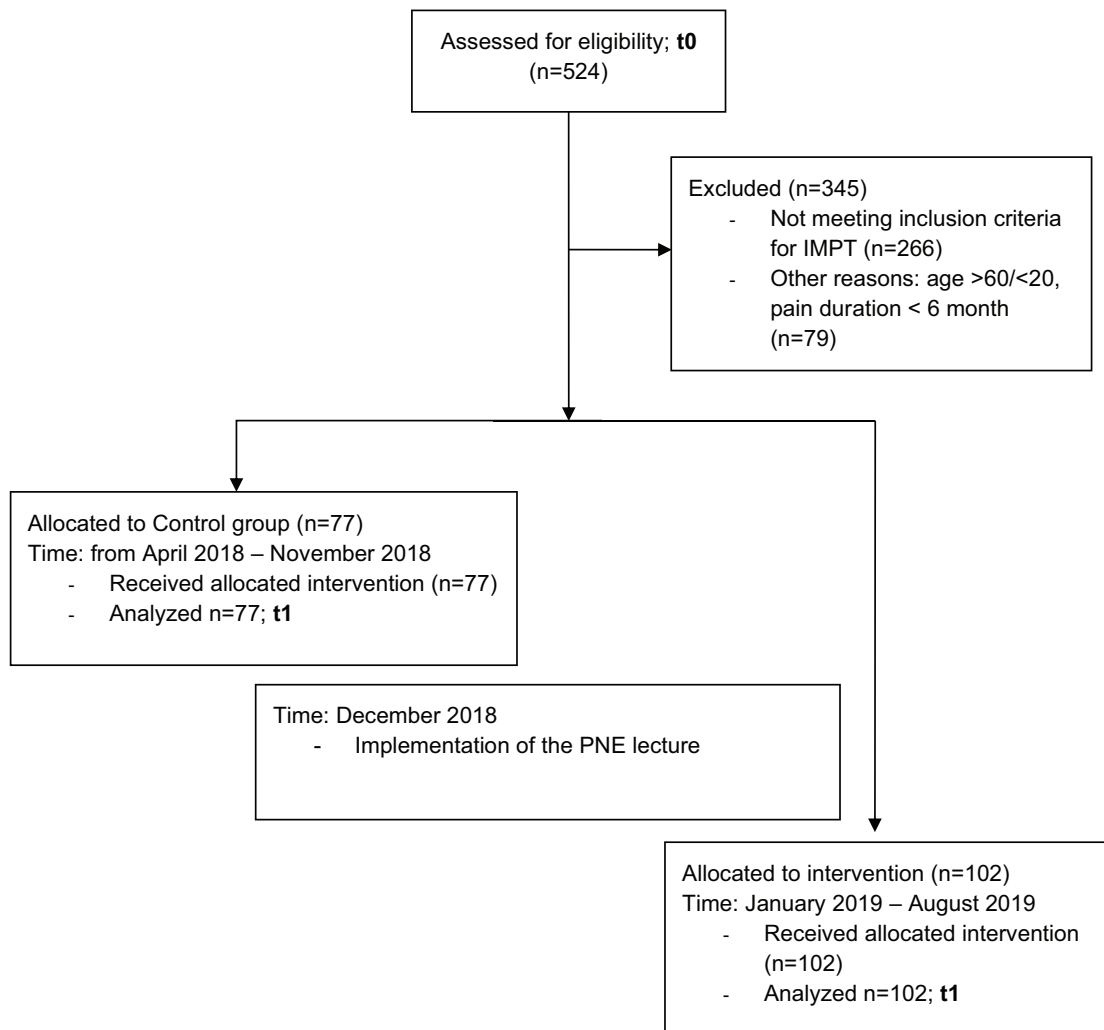 Assessed for eligibility; t0
(n=524)
Excluded (n=345)
- Not meeting inclusion criteria
for IMPT (n=266)
- Other reasons: age >60/<20,
pain duration < 6 month
(n=79)
Allocated to Control group (n=77)
Time: from April 2018 – November 2018
- Received allocated intervention (n=77)
- Analyzed n=77; t1
Time: December 2018
- Implementation of the PNE lecture
Allocated to intervention (n=102)
Time: January 2019 – August 2019
- Received allocated intervention
(n=102)
- Analyzed n=102; t1